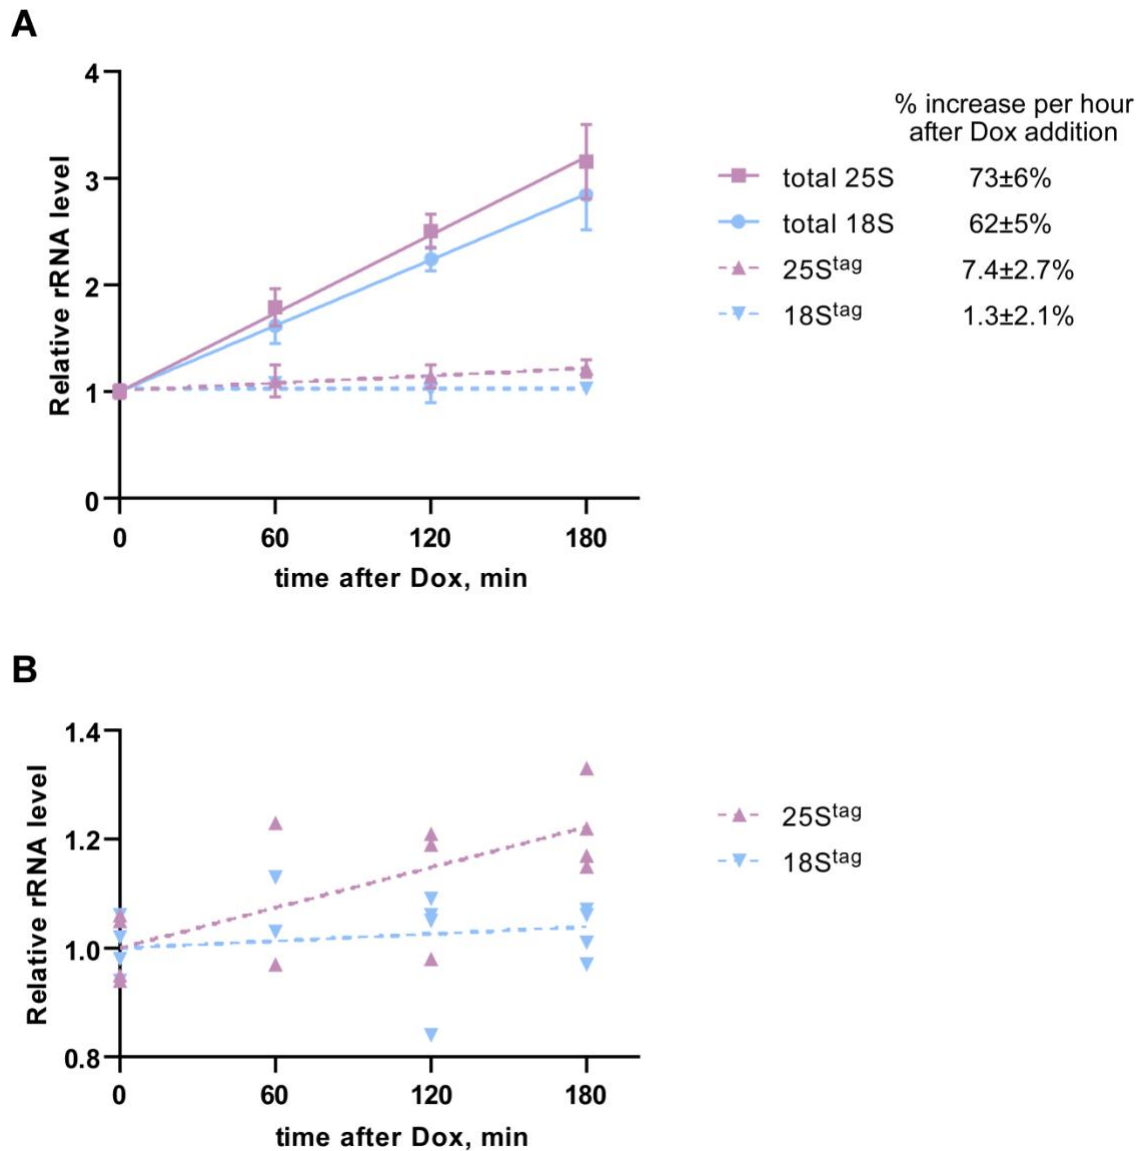 A
4
3
2
1
0
Relative rRNA level
0 60 120 180
time after Dox, min
% increase per hour
after Dox addition
total 25S 73±6%
total 18S 62±5%
25Stag 7.4±2.7%
18Stag 1.3±2.1%
B
1.4
1.2
1.0
0.8
Relative rRNA level
0 60 120 180
time after Dox, min
25Stag
18Stag